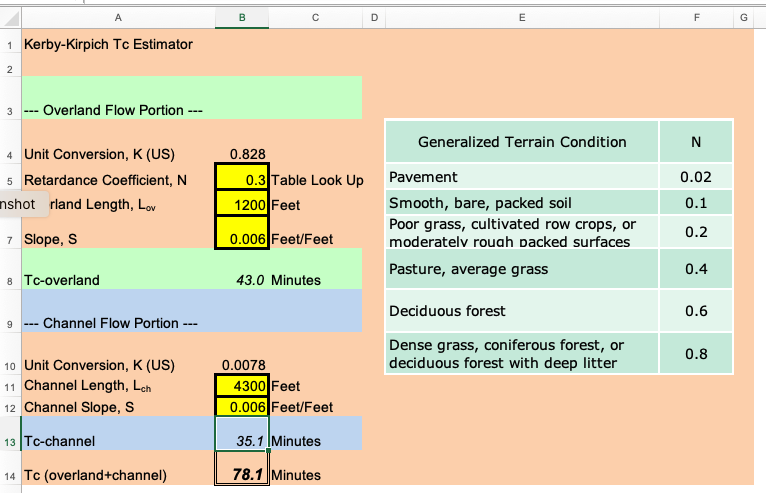 A B C D E F G
1 Kerby-Kirpich Tc Estimator
2
3 --- Overland Flow Portion ---
Generalized Terrain Condition N
4 Unit Conversion, K (US) 0.828
Pavement 0.02
5 Retardance Coefficient, N 0.3 Table Look Up
Smooth, bare, packed soil 0.1
nshot rland Length, Lov 1200 Feet
Poor grass, cultivated row crops, or
moderately rough packed surfaces 0.2
7 Slope, S 0.006 Feet/Feet
Pasture, average grass 0.4
8 Tc-overland 43.0 Minutes
Deciduous forest 0.6
9 --- Channel Flow Portion ---
Dense grass, coniferous forest, or
deciduous forest with deep litter 0.8
10 Unit Conversion, K (US) 0.0078
11 Channel Length, Lch 4300 Feet
12 Channel Slope, S 0.006 Feet/Feet
13 Tc-channel 35.1 Minutes
14 Tc (overland+channel) 78.1 Minutes